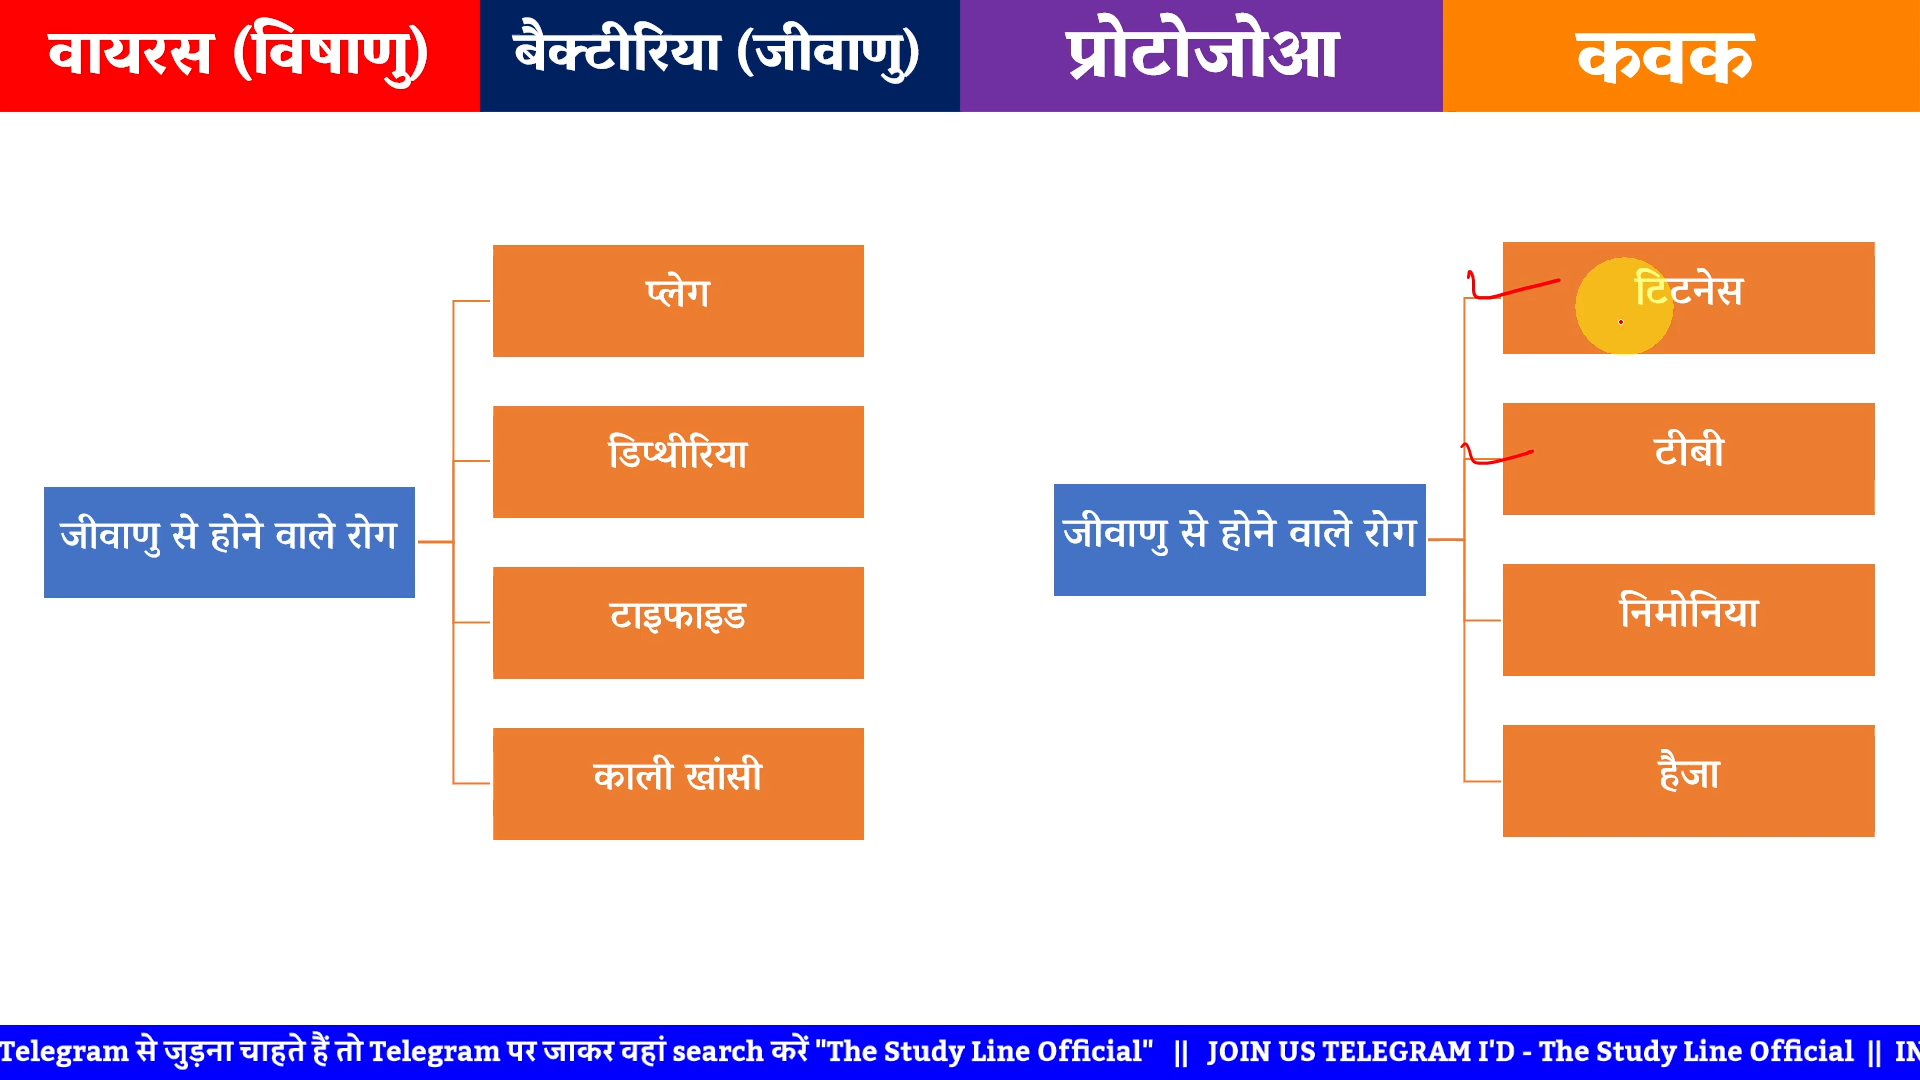 वायरस (विषाणु)
बैक्टीरिया (जीवाणु)
प्रोटोजोआ
कवक
जीवाणु से होने वाले रोग
प्लेग
डिप्थीरिया
टाइफाइड
काली खांसी
जीवाणु से होने वाले रोग
टिटनेस
टीबी
निमोनिया
हैजा
Telegram से जुड़ना चाहते हैं तो Telegram पर जाकर वहां search करें "The Study Line Official" || JOIN US TELEGRAM I'D - The Study Line Official || IN